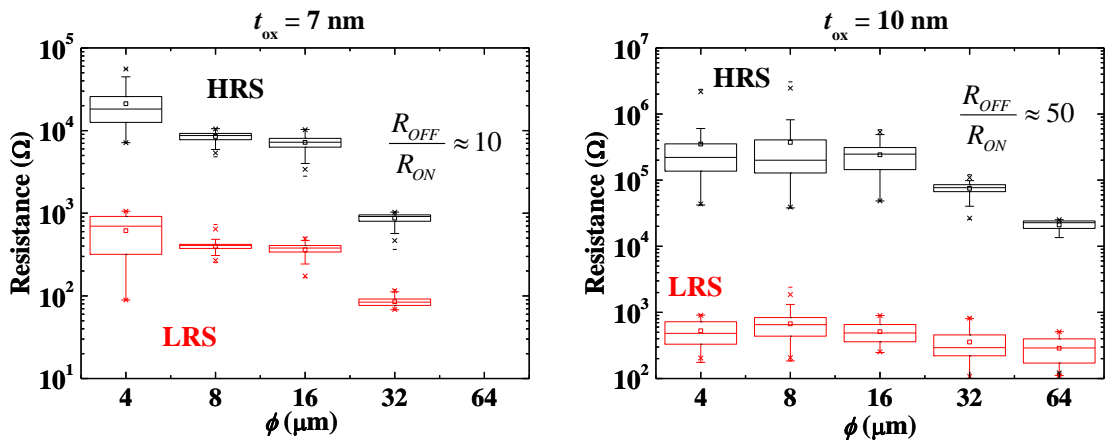 t_ox = 7 nm
10^5
10^4
10^3
10^2
10^1
Resistance (Ω)
HRS
R_OFF / R_ON ≈ 10
LRS
4 8 16 32 64
ϕ (μm)
t_ox = 10 nm
10^7
10^6
10^5
10^4
10^3
10^2
Resistance (Ω)
HRS
R_OFF / R_ON ≈ 50
LRS
4 8 16 32 64
ϕ (μm)